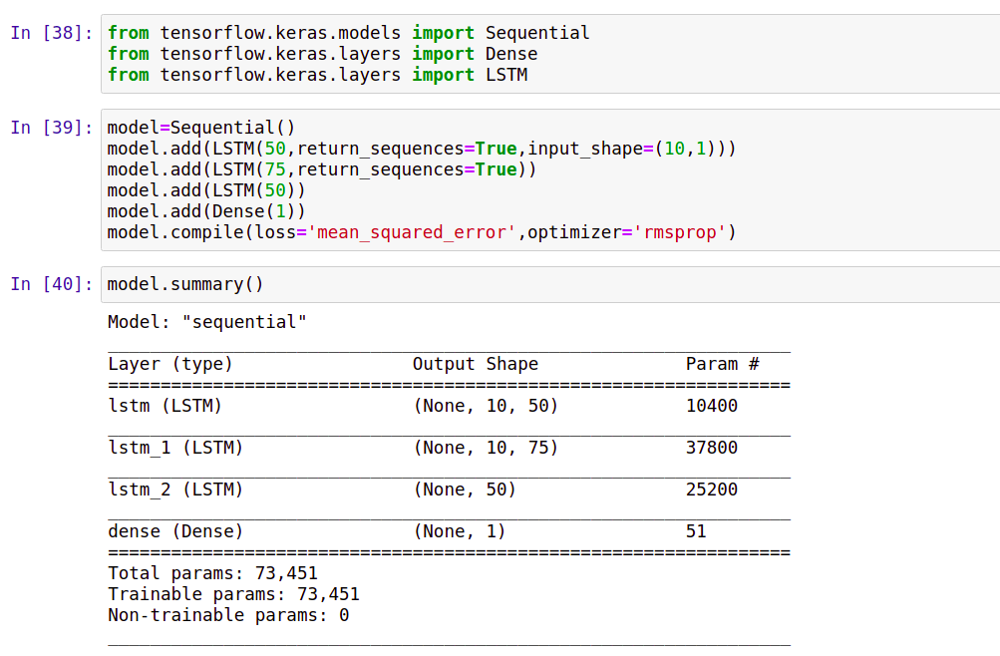 In [38]: from tensorflow.keras.models import Sequential
from tensorflow.keras.layers import Dense
from tensorflow.keras.layers import LSTM
In [39]: model=Sequential()
model.add(LSTM(50,return_sequences=True,input_shape=(10,1)))
model.add(LSTM(75,return_sequences=True))
model.add(LSTM(50))
model.add(Dense(1))
model.compile(loss='mean_squared_error',optimizer='rmsprop')
In [40]: model.summary()
Model: "sequential"
_________________________________________________________________
Layer (type)                 Output Shape              Param #
=================================================================
lstm (LSTM)                  (None, 10, 50)            10400
_________________________________________________________________
lstm_1 (LSTM)                (None, 10, 75)            37800
_________________________________________________________________
lstm_2 (LSTM)                (None, 50)                25200
_________________________________________________________________
dense (Dense)                (None, 1)                 51
=================================================================
Total params: 73,451
Trainable params: 73,451
Non-trainable params: 0
_________________________________________________________________